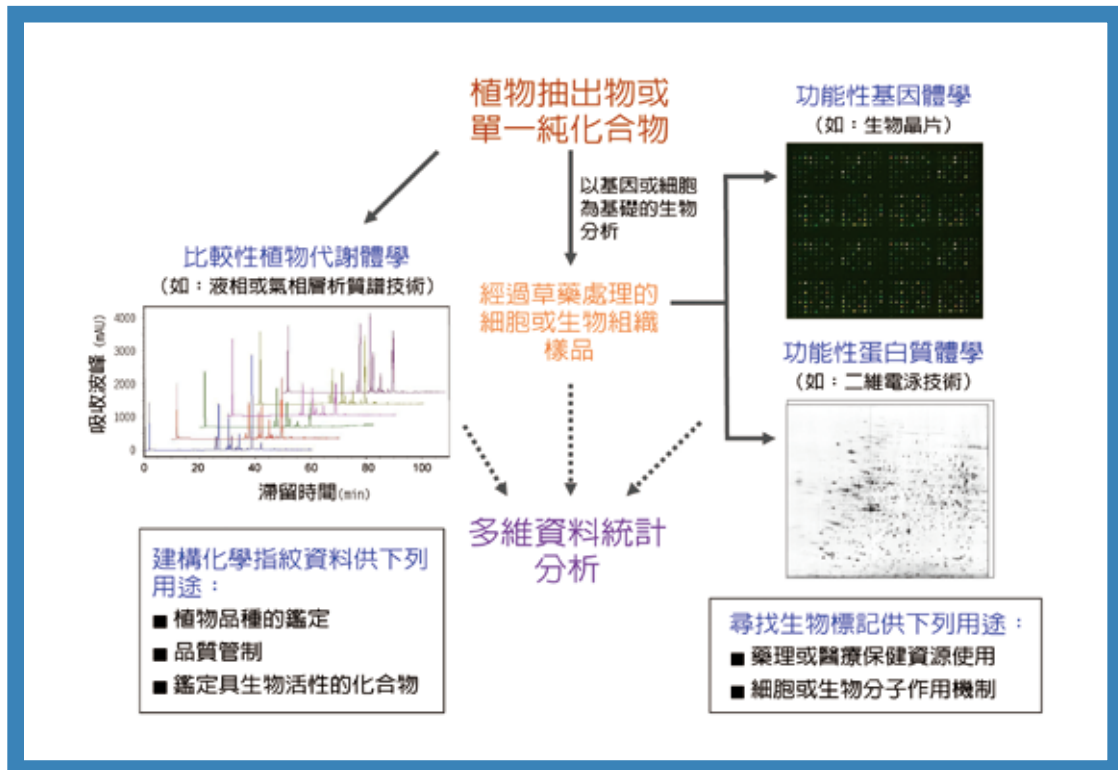 植物抽出物或
單一純化合物
以基因或細胞
為基礎的生物
分析
功能性基因體學
(如：生物晶片)
比較性植物代謝體學
(如：液相或氣相層析質譜技術)
吸收波峰 (mAU)
4000
3000
2000
1000
0
0 20 40 60 80 100
滯留時間(min)
經過草藥處理的
細胞或生物組織
樣品
功能性蛋白質體學
(如：二維電泳技術)
多維資料統計
分析
建構化學指紋資料供下列
用途：
■ 植物品種的鑑定
■ 品質管制
■ 鑑定具生物活性的化合物
尋找生物標記供下列用途：
■ 藥理或醫療保健資源使用
■ 細胞或生物分子作用機制